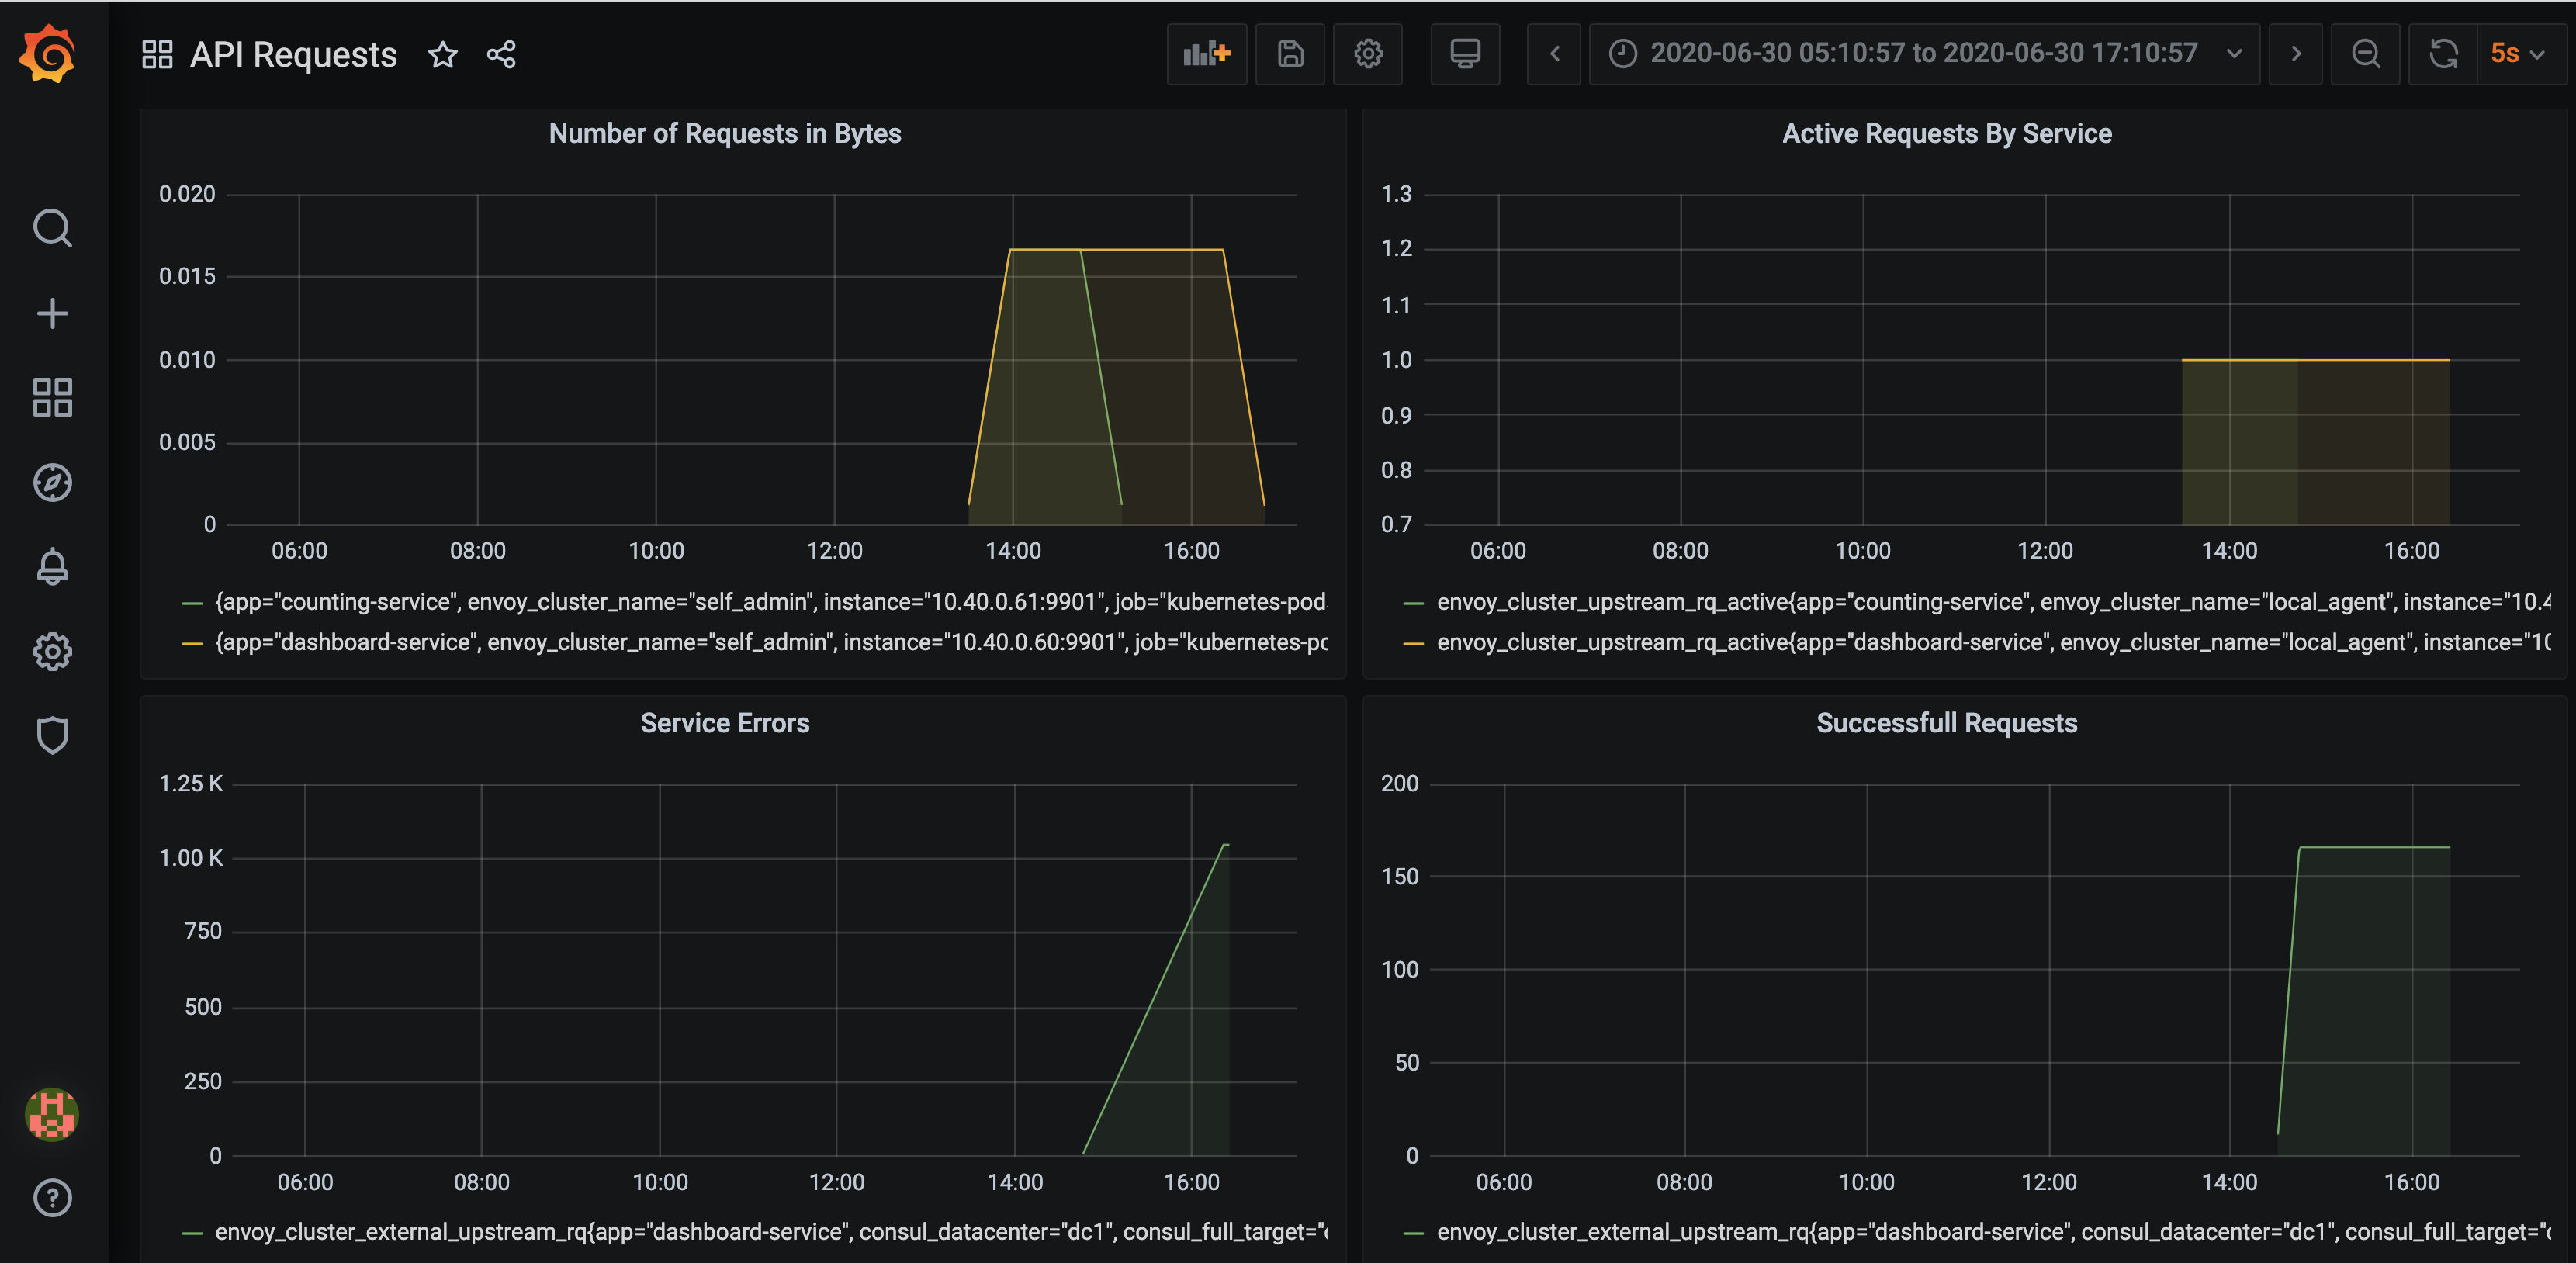 API Requests
2020-06-30 05:10:57 to 2020-06-30 17:10:57
5s
Number of Requests in Bytes
0.020
0.015
0.010
0.005
0
06:00 08:00 10:00 12:00 14:00 16:00
{app="counting-service", envoy_cluster_name="self_admin", instance="10.40.0.61:9901", job="kubernetes-pod
{app="dashboard-service", envoy_cluster_name="self_admin", instance="10.40.0.60:9901", job="kubernetes-po
Active Requests By Service
1.3
1.2
1.1
1.0
0.9
0.8
0.7
06:00 08:00 10:00 12:00 14:00 16:00
envoy_cluster_upstream_rq_active{app="counting-service", envoy_cluster_name="local_agent", instance="10.4
envoy_cluster_upstream_rq_active{app="dashboard-service", envoy_cluster_name="local_agent", instance="10
Service Errors
1.25 K
1.00 K
750
500
250
0
06:00 08:00 10:00 12:00 14:00 16:00
envoy_cluster_external_upstream_rq{app="dashboard-service", consul_datacenter="dc1", consul_full_target="
Successfull Requests
200
150
100
50
0
06:00 08:00 10:00 12:00 14:00 16:00
envoy_cluster_external_upstream_rq{app="dashboard-service", consul_datacenter="dc1", consul_full_target="